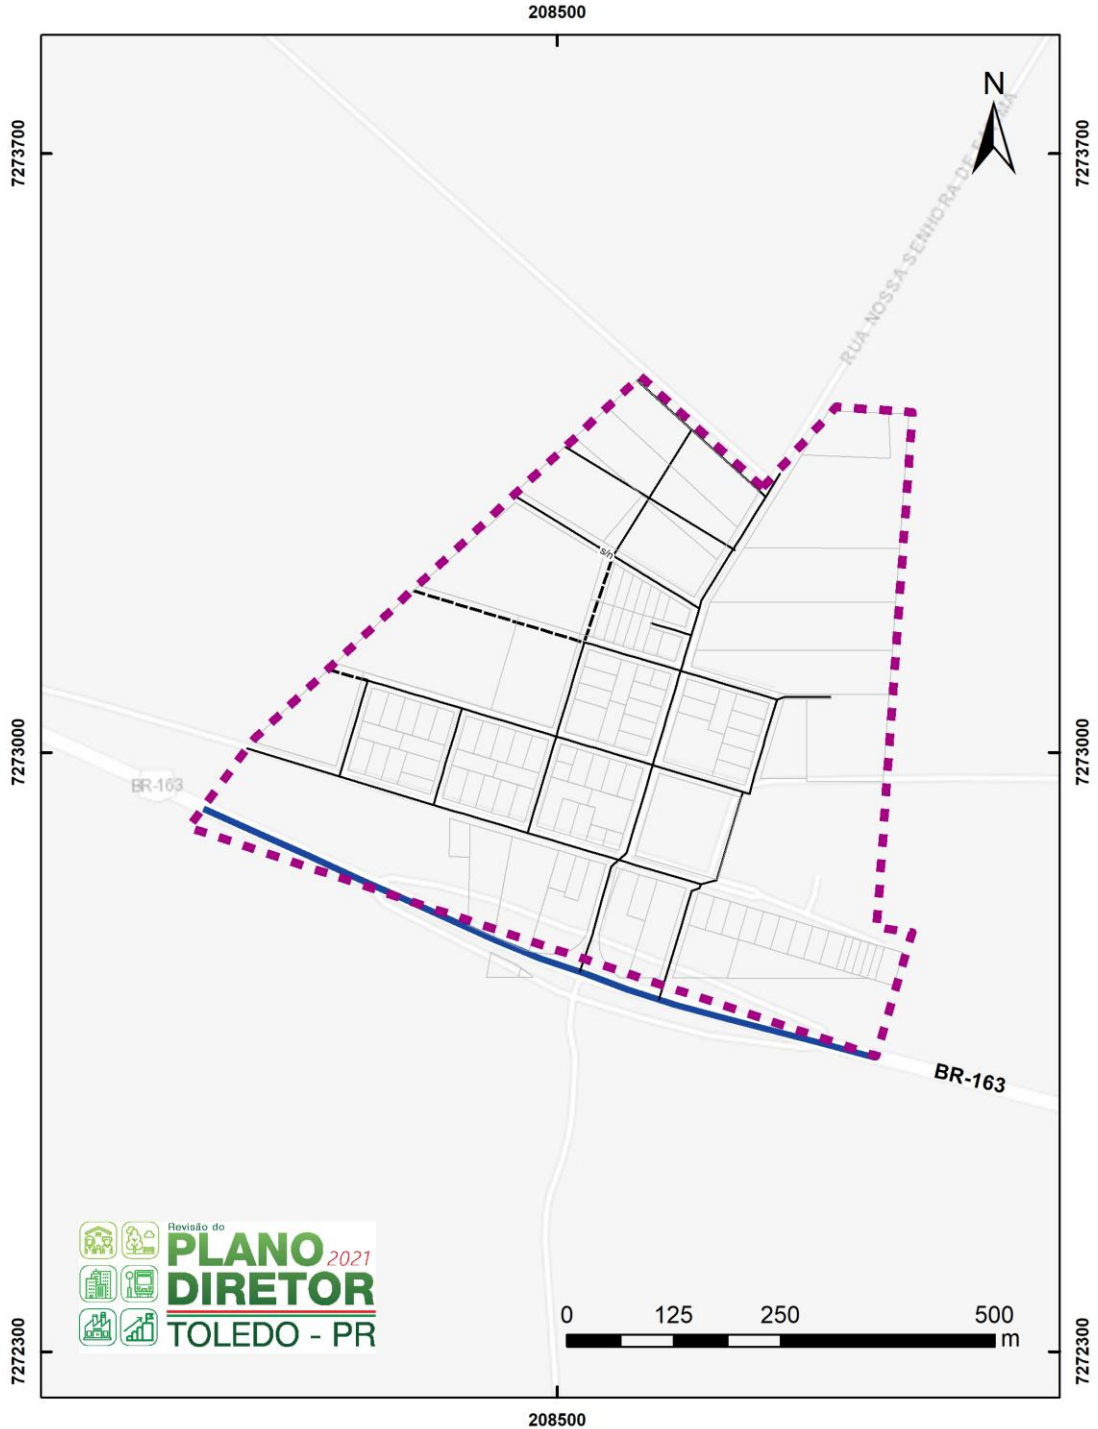 208500
N
7273700
7273700
RUA NOSSA SENHORA DE FATIMA
s/n
7273000
7273000
BR-163
BR-163
Revisão do
PLANO 2021
DIRETOR
TOLEDO - PR
0 125 250 500
m
7272300
7272300
208500